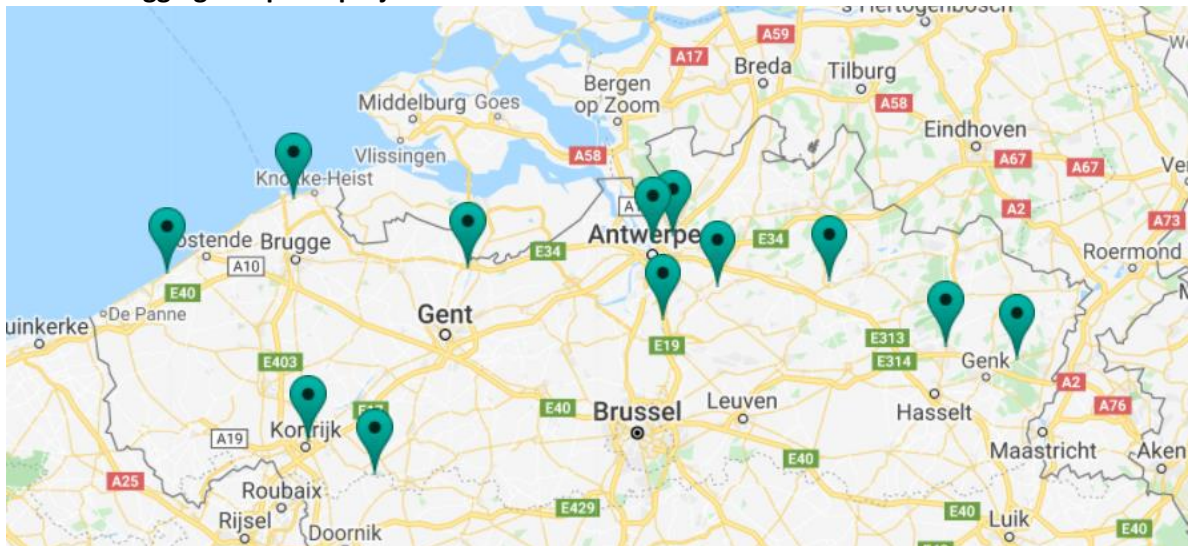 's Hertogenbosch
A59
A17
Breda
Tilburg
Bergen
op Zoom
A58
Middelburg
Goes
Eindhoven
Vlissingen
A58
A67
A67
Knokke-Heist
A2
A73
Oostende
Brugge
Antwerpe
E34
E34
Roermond
A10
E40
De Panne
uinkerke
Gent
E313
E19
E314
E403
Genk
A2
E40
Brussel
Leuven
Hasselt
A76
E17
A19
Kortrijk
Maastricht
Aken
E40
A25
Roubaix
E429
E40
Luik
E40
Rijsel
Doornik